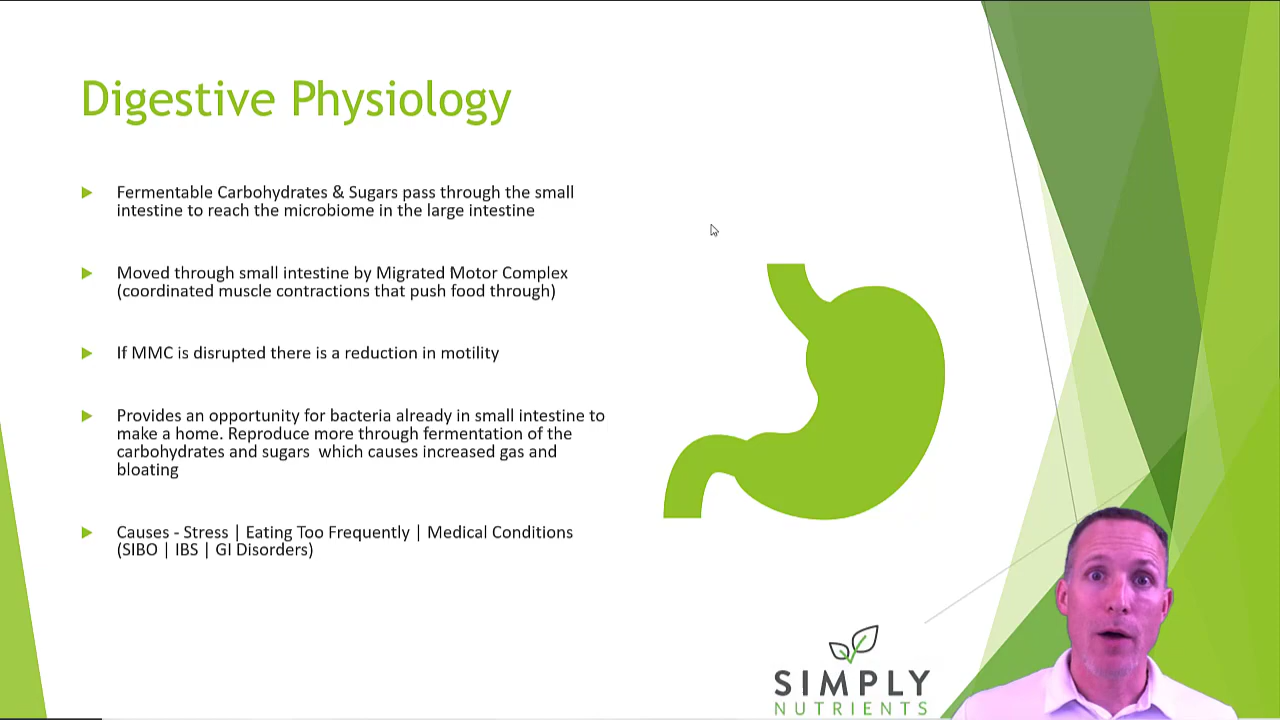 Digestive Physiology
Fermentable Carbohydrates & Sugars pass through the small
intestine to reach the microbiome in the large intestine
Moved through small intestine by Migrated Motor Complex
(coordinated muscle contractions that push food through)
If MMC is disrupted there is a reduction in motility
Provides an opportunity for bacteria already in small intestine to
make a home. Reproduce more through fermentation of the
carbohydrates and sugars  which causes increased gas and
bloating
Causes - Stress | Eating Too Frequently | Medical Conditions
(SIBO | IBS | GI Disorders)
SIMPLY
NUTRIENTS